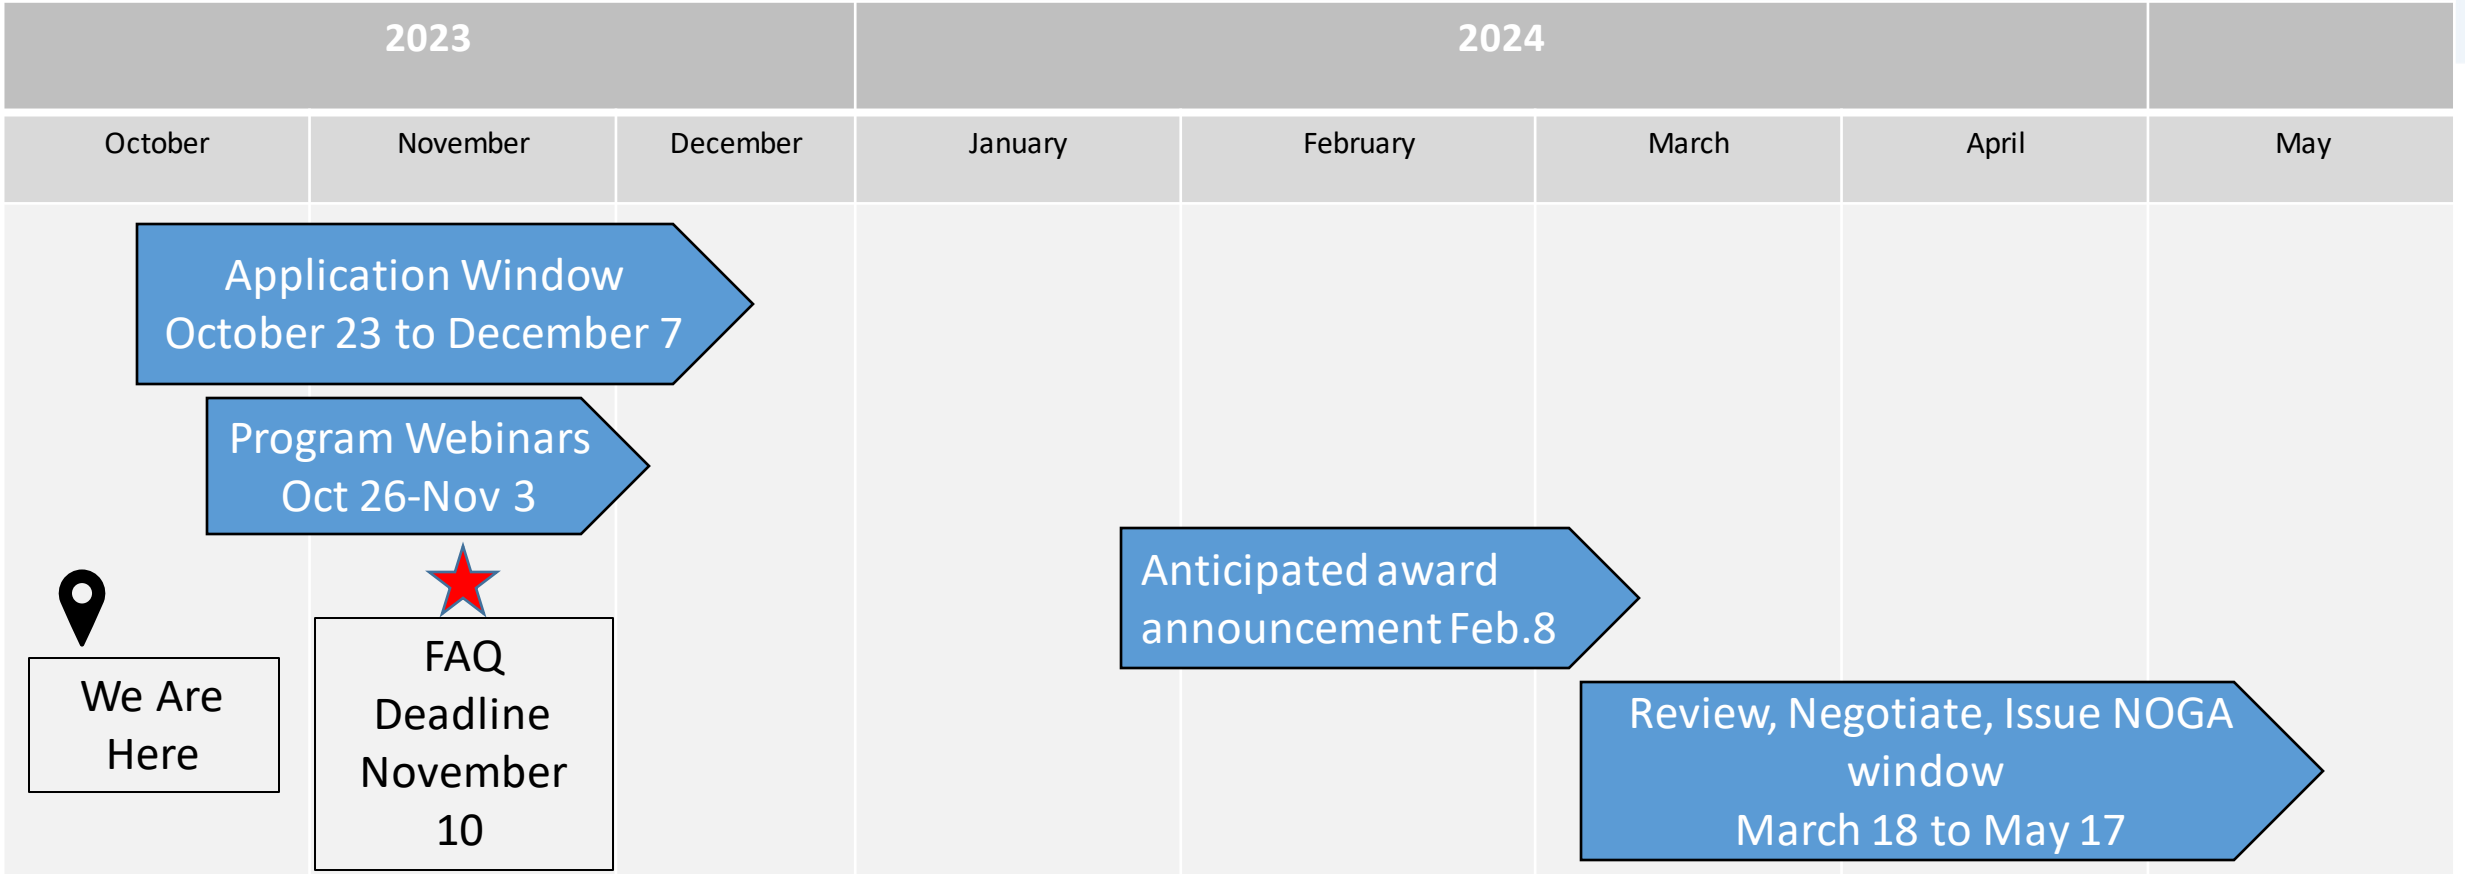 2023
2024
October
November
December
January
February
March
April
May
Application Window
October 23 to December 7
Program Webinars
Oct 26-Nov 3
We Are
Here
FAQ
Deadline
November
10
Anticipated award
announcement Feb.8
Review, Negotiate, Issue NOGA
window
March 18 to May 17